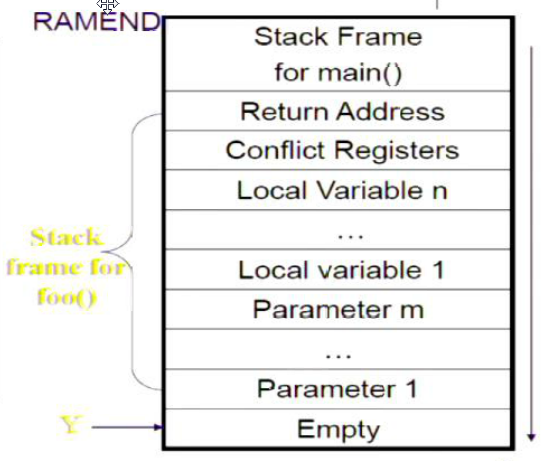 RAMEND
Stack Frame
for main()
Return Address
Conflict Registers
Local Variable n
...
Local variable 1
Parameter m
...
Parameter 1
Empty
Stack
frame for
foo()
Y